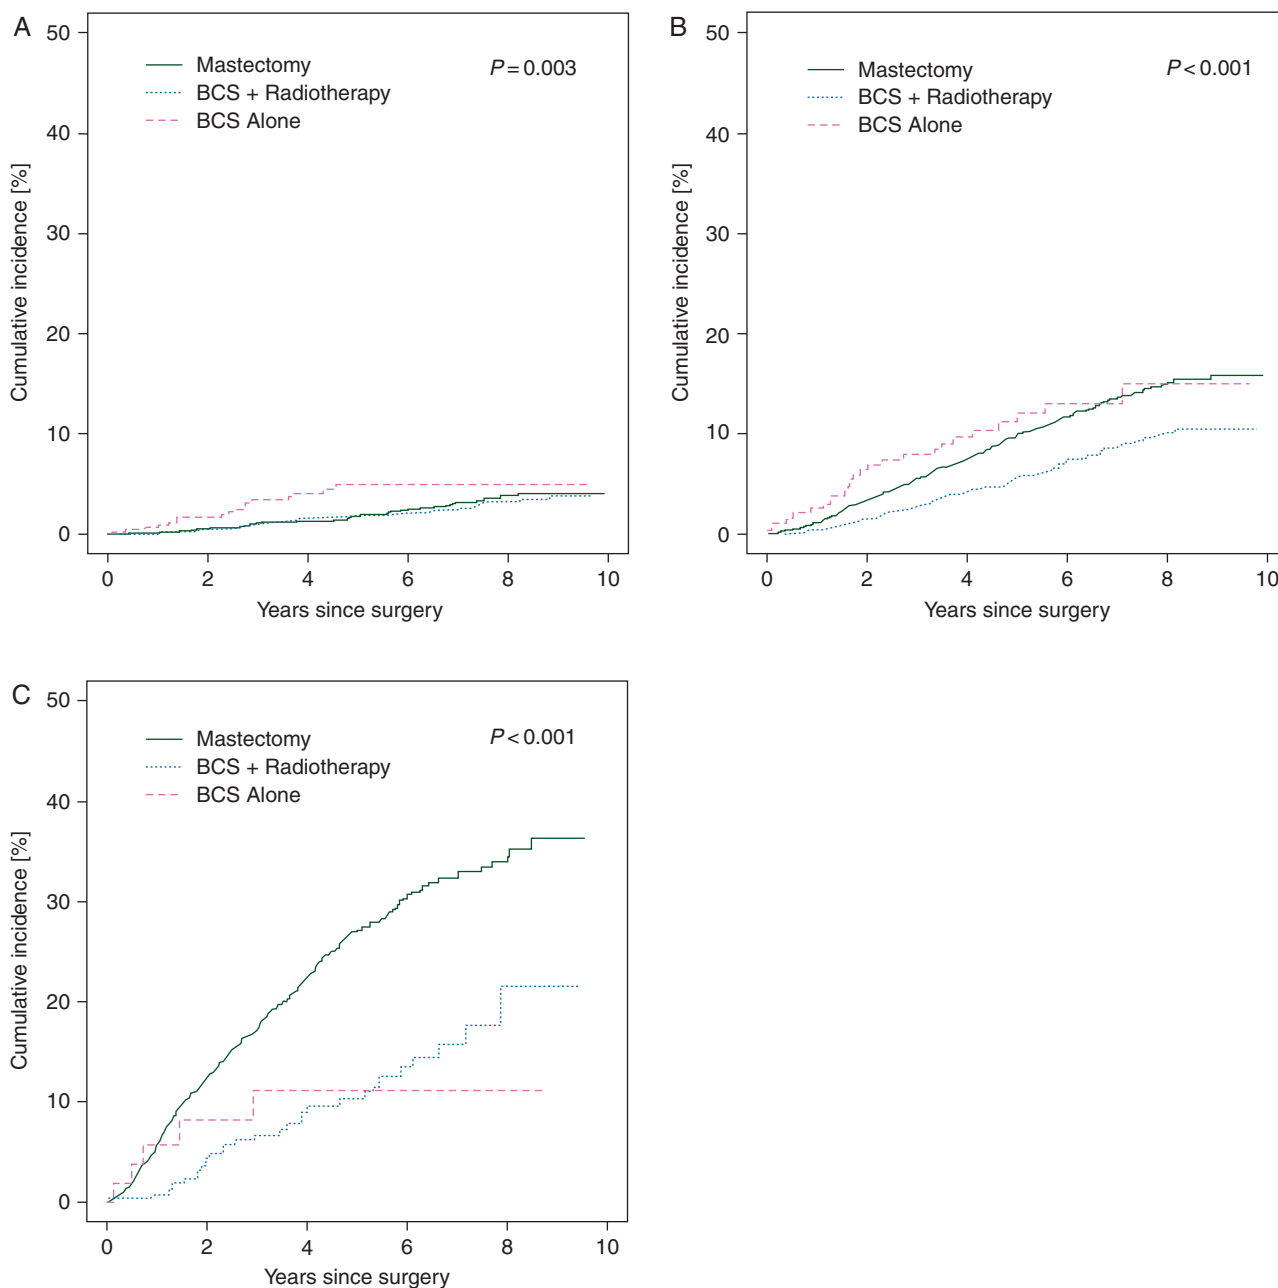 A
Mastectomy
BCS + Radiotherapy
BCS Alone
P = 0.003
Cumulative incidence [%]
50
40
30
20
10
0
0 2 4 6 8 10
Years since surgery
B
Mastectomy
BCS + Radiotherapy
BCS Alone
P < 0.001
Cumulative incidence [%]
50
40
30
20
10
0
0 2 4 6 8 10
Years since surgery
C
Mastectomy
BCS + Radiotherapy
BCS Alone
P < 0.001
Cumulative incidence [%]
50
40
30
20
10
0
0 2 4 6 8 10
Years since surgery